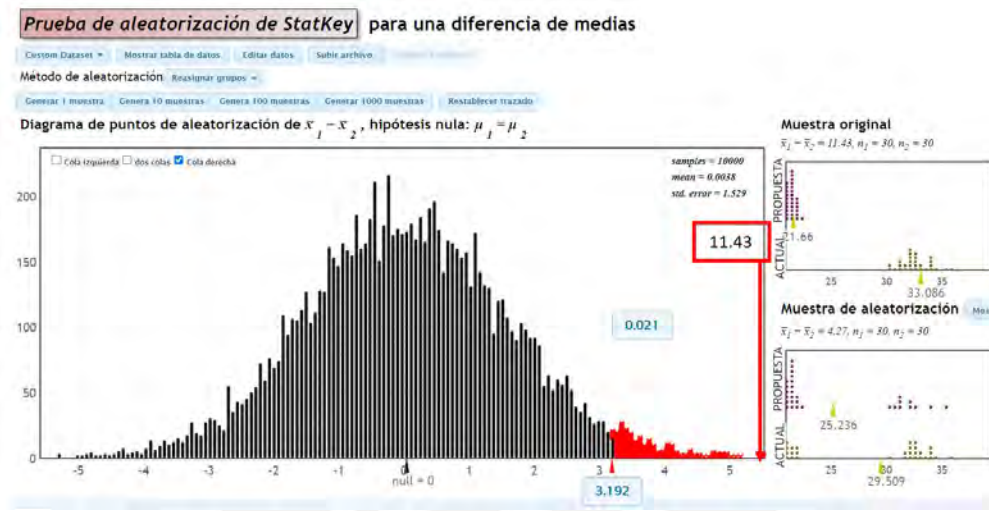 Prueba de aleatorización de StatKey para una diferencia de medias
Custom Dataset Mostrar tabla de datos Editar datos Subir archivo
Método de aleatorización Reasignar grupos
Generar 1 muestra Genera 10 muestras Genera 100 muestras Generar 1000 muestras Restablecer trazado
Diagrama de puntos de aleatorización de x̄ 1 − x̄ 2 , hipótesis nula: μ 1 = μ 2
Cola izquierda dos colas Cola derecha
samples = 10000
mean = 0.0038
std. error = 1.529
200
150
100
50
0
11.43
0.021
-5 -4 -3 -2 -1 0 1 2 3 4 5
null = 0
3.192
Muestra original
x̄1 − x̄2 = 11.43, n1 = 30, n2 = 30
PROPUESTA
21.66
ACTUAL
25 30 35
33.086
Muestra de aleatorización Mos
x̄1 − x̄2 = 4.27, n1 = 30, n2 = 30
PROPUESTA
25.236
ACTUAL
25 30 35
29.509